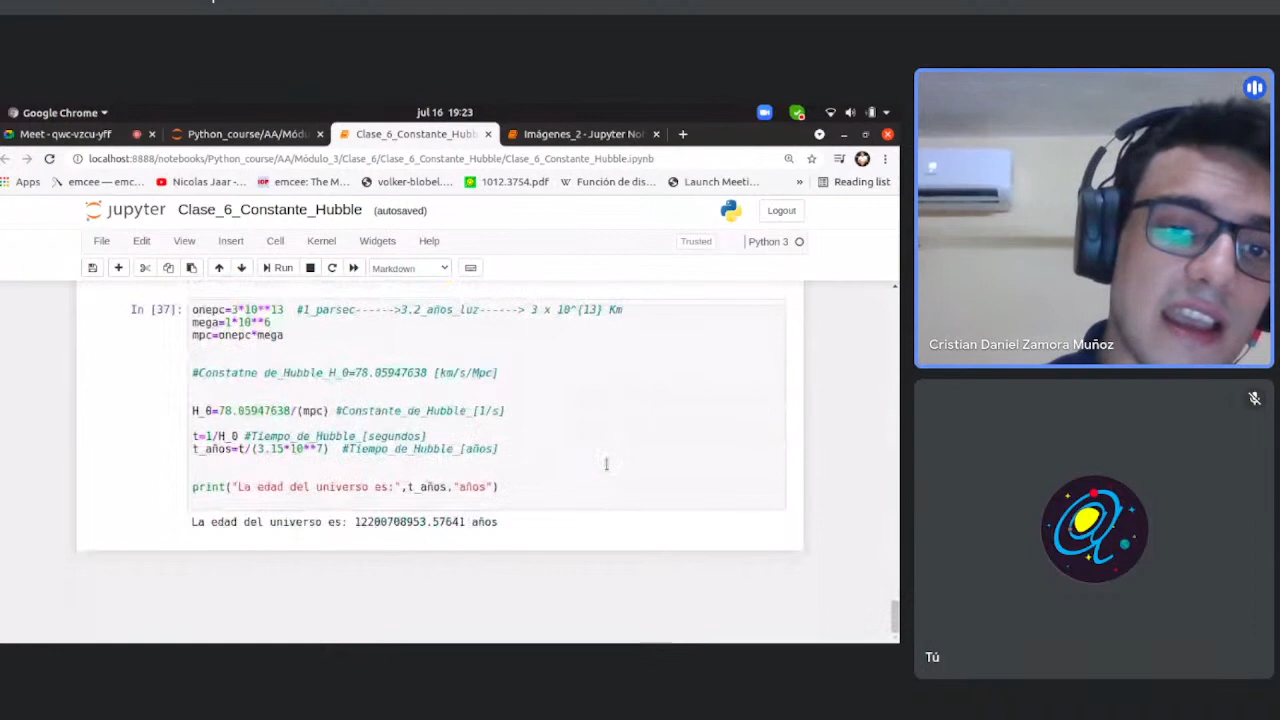 Google Chrome
jul 16 19:23
Meet - qwc-vzcu-yff
Python_course/AA/Módu
Clase_6_Constante_Hubb
Imágenes_2 - Jupyter Not
localhost:8888/notebooks/Python_course/AA/Módulo_3/Clase_6/Clase_6_Constante_Hubble/Clase_6_Constante_Hubble.ipynb
Apps
emcee — emc...
Nicolas Jaar -...
emcee: The M...
volker-blobel...
1012.3754.pdf
Función de dis...
Launch Meeti...
»
Reading list
jupyter
Clase_6_Constante_Hubble
(autosaved)
Logout
File Edit View Insert Cell Kernel Widgets Help
Trusted
Python 3
Run
Markdown
In [37]:
onepc=3*10**13 #1_parsec------>3.2_años_luz------> 3 x 10^{13} Km
mega=1*10**6
mpc=onepc*mega
#Constatne de_Hubble_H_0=78.05947638 [km/s/Mpc]
H_0=78.05947638/(mpc) #Constante_de_Hubble_[1/s]
t=1/H_0 #Tiempo_de_Hubble_[segundos]
t_años=t/(3.15*10**7) #Tiempo_de_Hubble_[años]
print("La edad del universo es:",t_años,"años")
La edad del universo es: 12200708953.57641 años
Cristian Daniel Zamora Muñoz
Tú